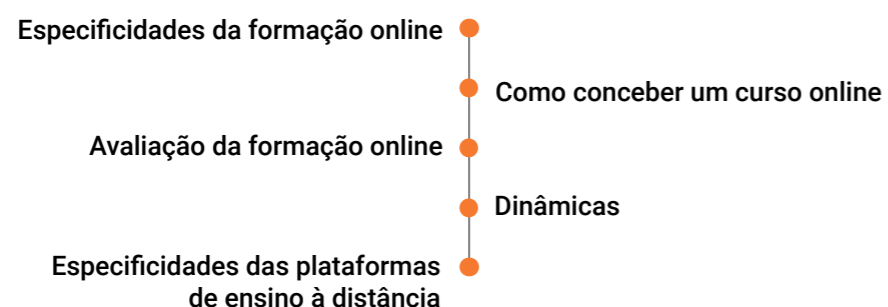 Especificidades da formação online
Como conceber um curso online
Avaliação da formação online
Dinâmicas
Especificidades das plataformas
de ensino à distância